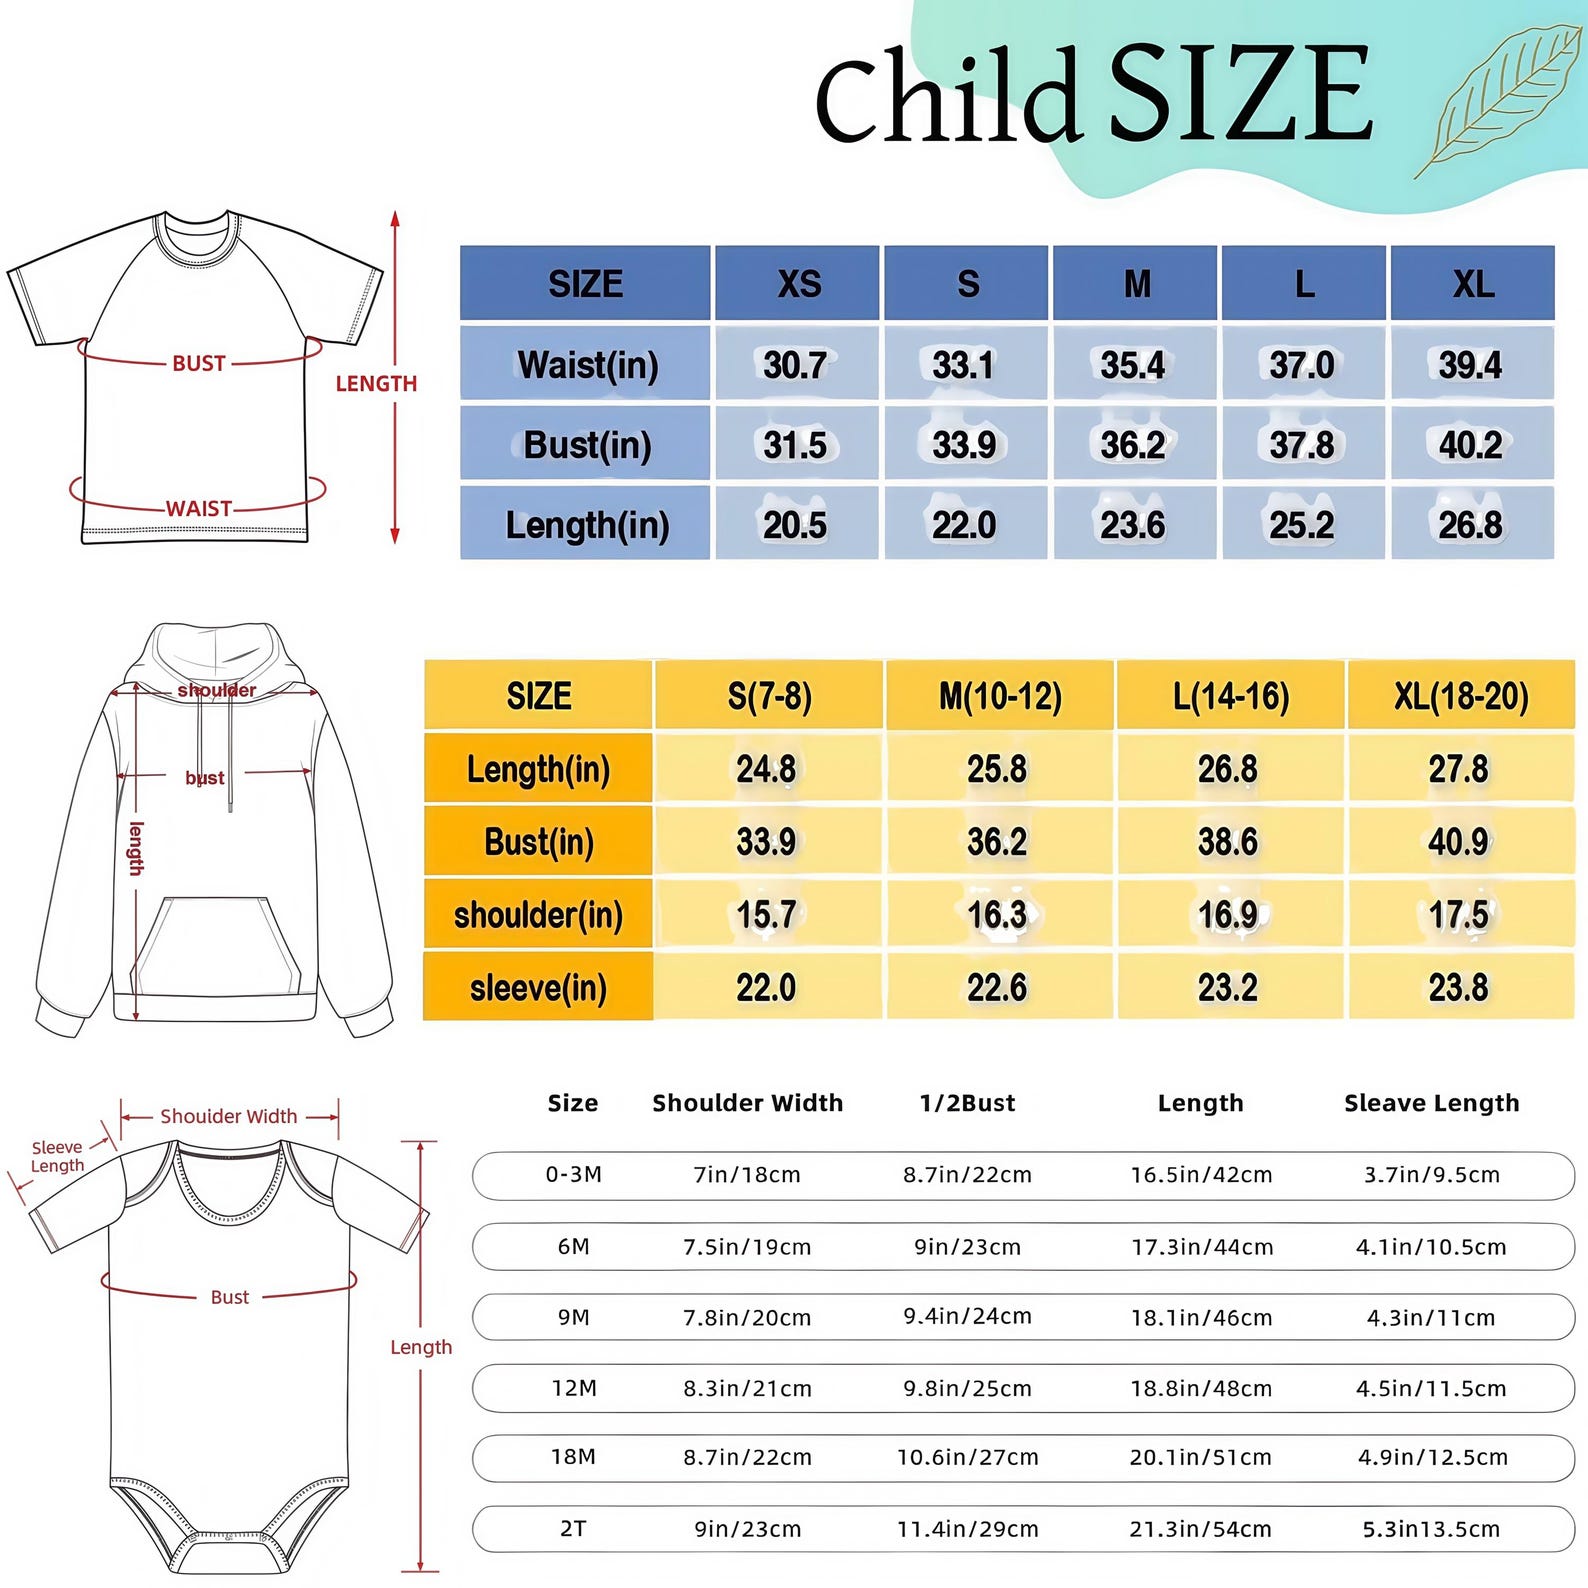 Child SIZE
BUST
LENGTH
WAIST
SIZE XS S M L XL
Waist(in) 30.7 33.1 35.4 37.0 39.4
Bust(in) 31.5 33.9 36.2 37.8 40.2
Length(in) 20.5 22.0 23.6 25.2 26.8
shoulder
bust
length
SIZE S(7-8) M(10-12) L(14-16) XL(18-20)
Length(in) 24.8 25.8 26.8 27.8
Bust(in) 33.9 36.2 38.6 40.9
shoulder(in) 15.7 16.3 16.9 17.5
sleeve(in) 22.0 22.6 23.2 23.8
Shoulder Width
Sleeve
Length
Bust
Length
Size Shoulder Width 1/2Bust Length Sleave Length
0-3M 7in/18cm 8.7in/22cm 16.5in/42cm 3.7in/9.5cm
6M 7.5in/19cm 9in/23cm 17.3in/44cm 4.1in/10.5cm
9M 7.8in/20cm 9.4in/24cm 18.1in/46cm 4.3in/11cm
12M 8.3in/21cm 9.8in/25cm 18.8in/48cm 4.5in/11.5cm
18M 8.7in/22cm 10.6in/27cm 20.1in/51cm 4.9in/12.5cm
2T 9in/23cm 11.4in/29cm 21.3in/54cm 5.3in13.5cm